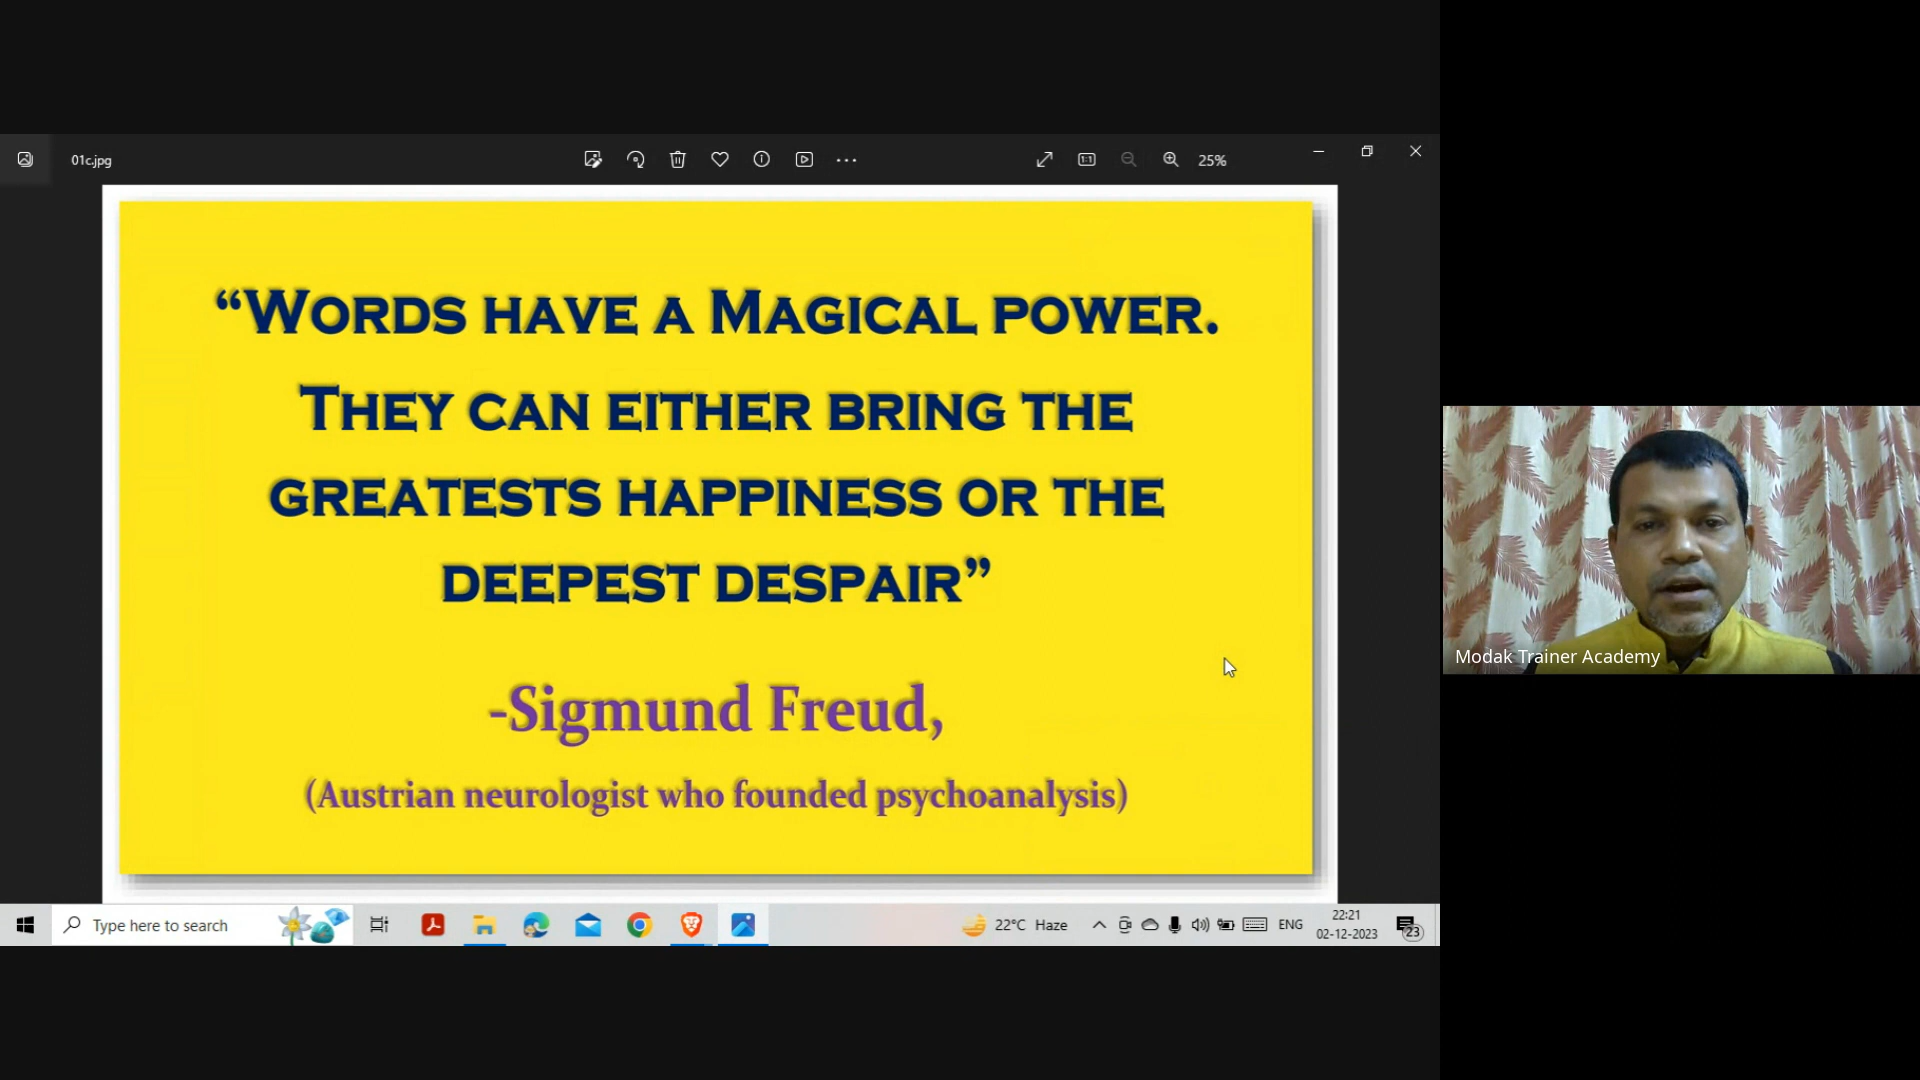 01c.jpg
25%
“WORDS HAVE A MAGICAL POWER.
THEY CAN EITHER BRING THE
GREATESTS HAPPINESS OR THE
DEEPEST DESPAIR”
-Sigmund Freud,
(Austrian neurologist who founded psychoanalysis)
Modak Trainer Academy
Type here to search
22°C Haze
ENG
22:21
02-12-2023
23